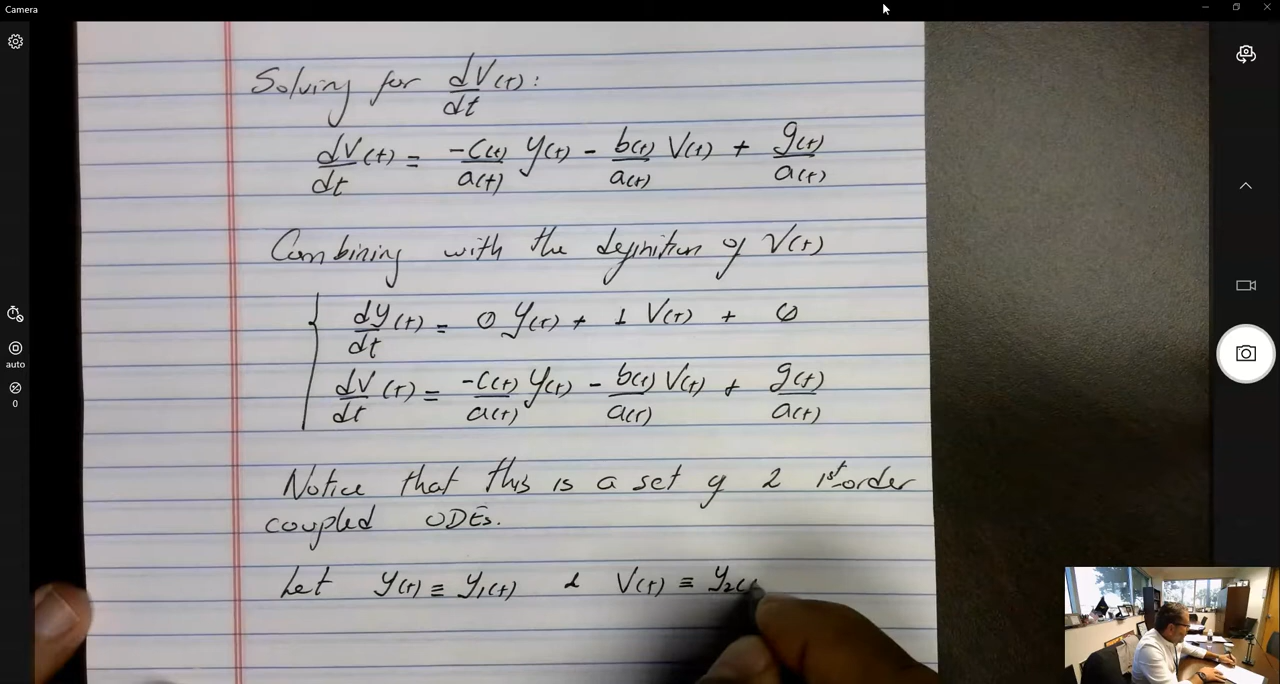 Camera
Solving for dV(t)/dt :
dV(t)/dt = -c(t)/a(t) y(t) - b(t)/a(t) V(t) + g(t)/a(t)
Combining with the definition of V(t)
{ dy(t)/dt = 0 y(t) + 1 V(t) + 0
dV(t)/dt = -c(t)/a(t) y(t) - b(t)/a(t) V(t) + g(t)/a(t)
Notice that this is a set of 2 1st-order
coupled ODEs.
Let y(t) ≡ y₁(t) & V(t) ≡ y₂(t
auto
0